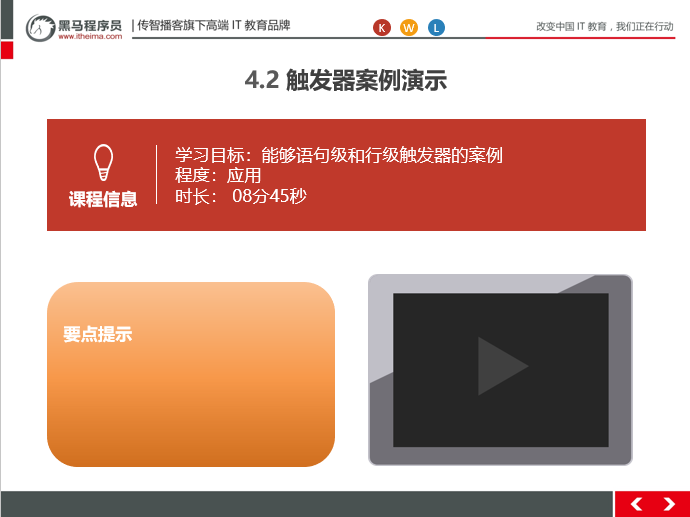 黑马程序员
www.itheima.com
传智播客旗下高端 IT 教育品牌
K W L
改变中国 IT 教育，我们正在行动
4.2 触发器案例演示
课程信息
学习目标：能够语句级和行级触发器的案例
程度：应用
时长： 08分45秒
要点提示